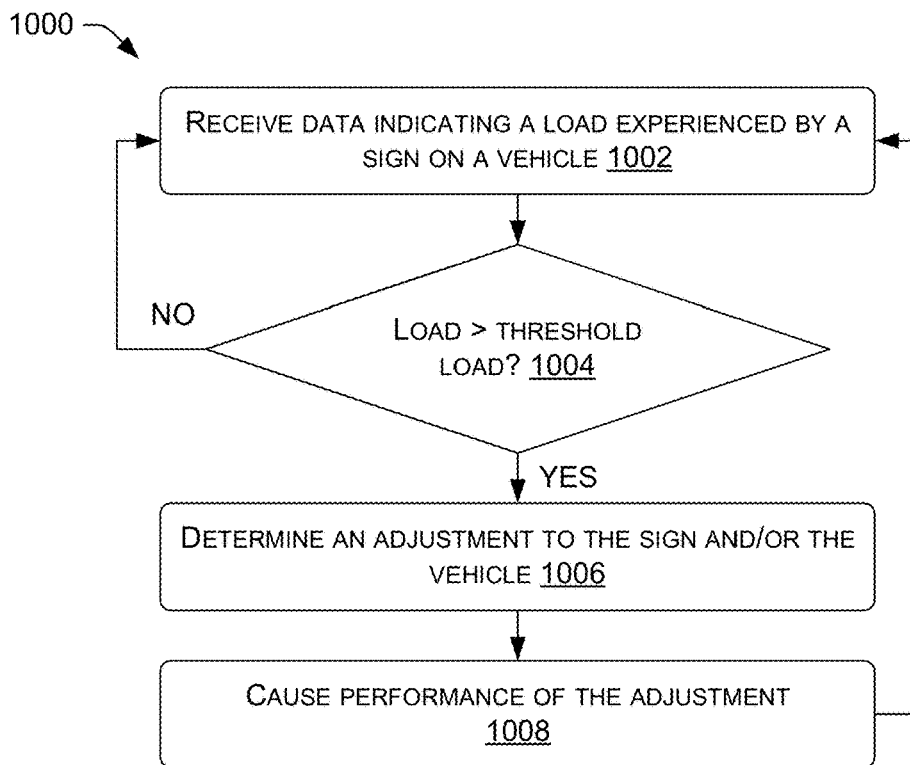 1000
RECEIVE DATA INDICATING A LOAD EXPERIENCED BY A
SIGN ON A VEHICLE 1002
NO
LOAD > THRESHOLD
LOAD? 1004
YES
DETERMINE AN ADJUSTMENT TO THE SIGN AND/OR THE
VEHICLE 1006
CAUSE PERFORMANCE OF THE ADJUSTMENT
1008